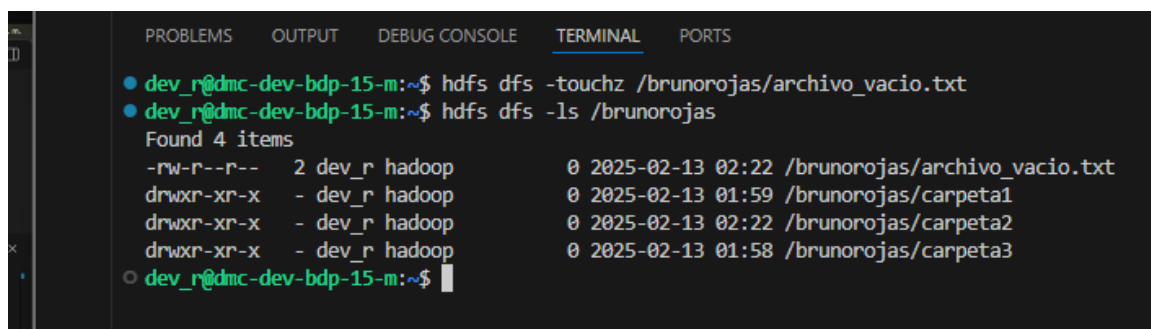 PROBLEMS OUTPUT DEBUG CONSOLE TERMINAL PORTS
dev_r@dmc-dev-bdp-15-m:~$ hdfs dfs -touchz /brunorojas/archivo_vacio.txt
dev_r@dmc-dev-bdp-15-m:~$ hdfs dfs -ls /brunorojas
Found 4 items
-rw-r--r-- 2 dev_r hadoop 0 2025-02-13 02:22 /brunorojas/archivo_vacio.txt
drwxr-xr-x - dev_r hadoop 0 2025-02-13 01:59 /brunorojas/carpeta1
drwxr-xr-x - dev_r hadoop 0 2025-02-13 02:22 /brunorojas/carpeta2
drwxr-xr-x - dev_r hadoop 0 2025-02-13 01:58 /brunorojas/carpeta3
dev_r@dmc-dev-bdp-15-m:~$